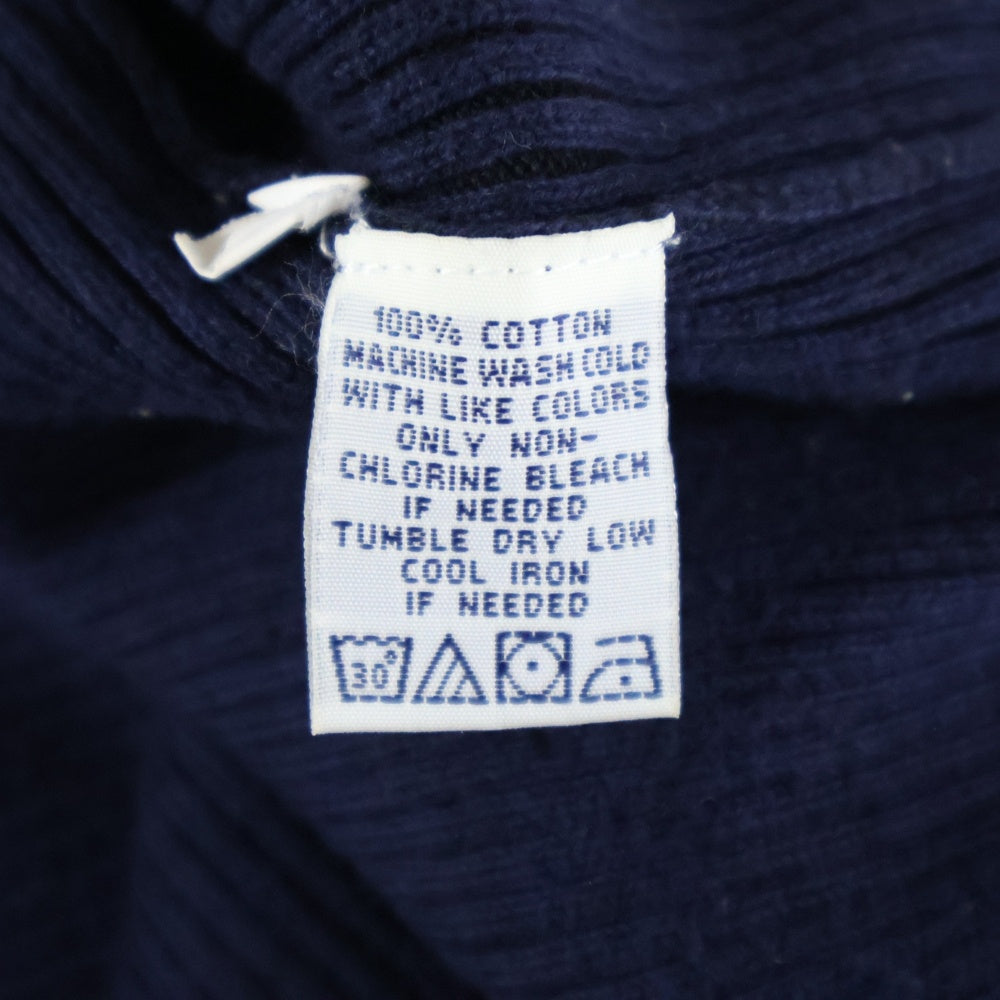 100% COTTON
MACHINE WASH COLD
WITH LIKE COLORS
ONLY NON-
CHLORINE BLEACH
IF NEEDED
TUMBLE DRY LOW
COOL IRON
IF NEEDED
30°